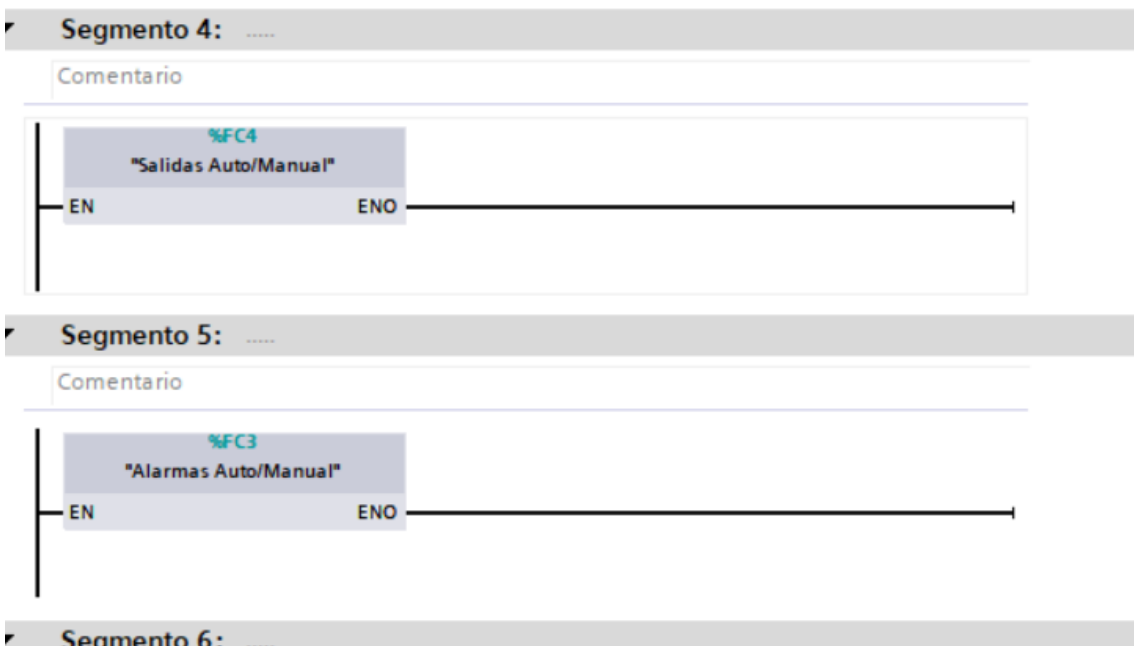 Segmento 4: .....
Comentario
%FC4
"Salidas Auto/Manual"
EN ENO
Segmento 5: .....
Comentario
%FC3
"Alarmas Auto/Manual"
EN ENO
Segmento 6: .....